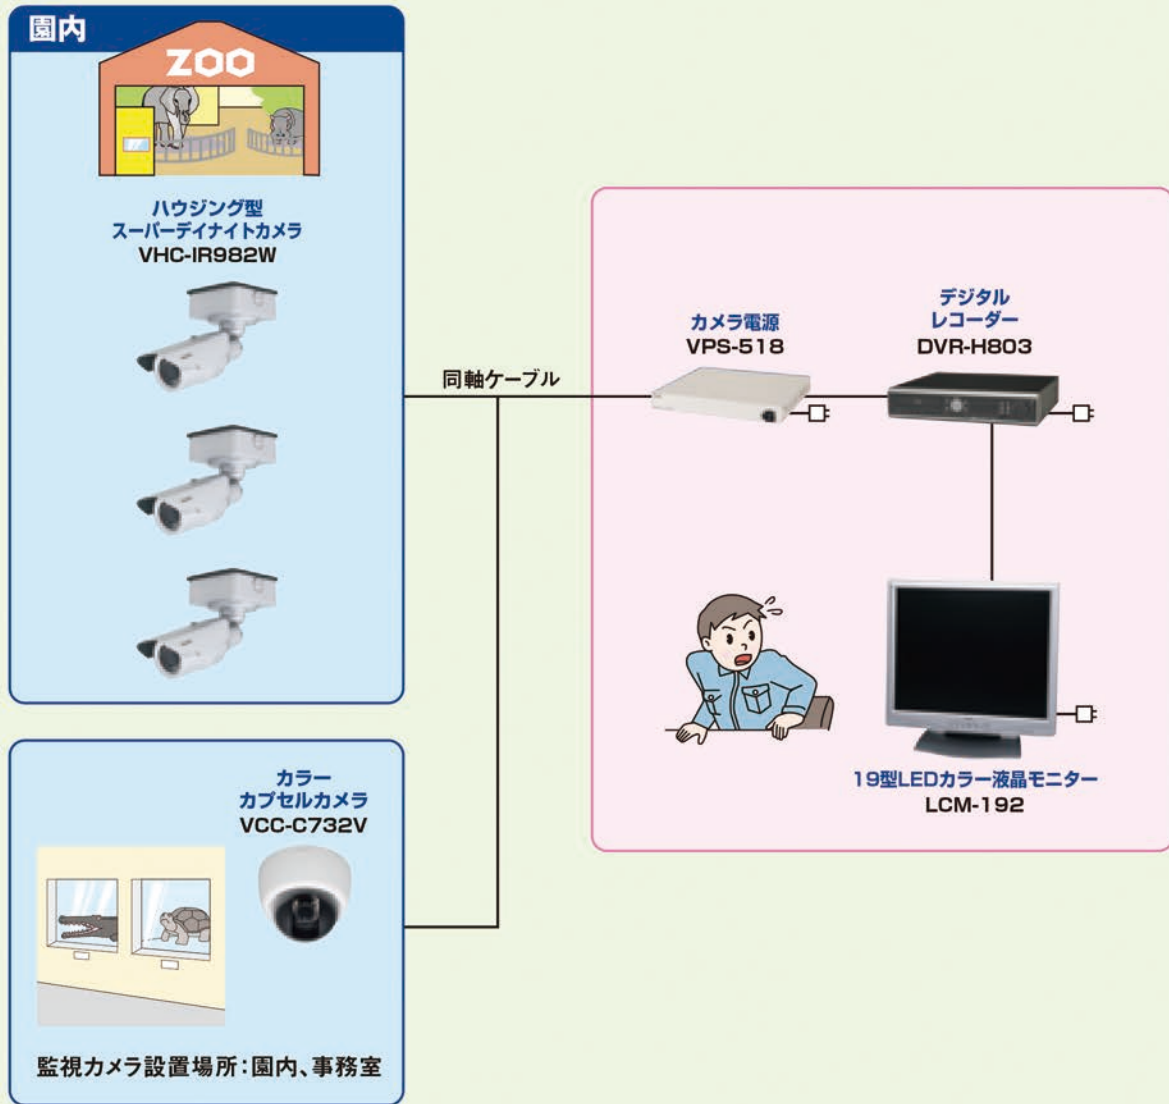 園内
ZOO
ハウジング型
スーパーデイナイトカメラ
VHC-IR982W
同軸ケーブル
カメラ電源
VPS-518
デジタル
レコーダー
DVR-H803
19型LEDカラー液晶モニター
LCM-192
カラー
カプセルカメラ
VCC-C732V
監視カメラ設置場所:園内、事務室